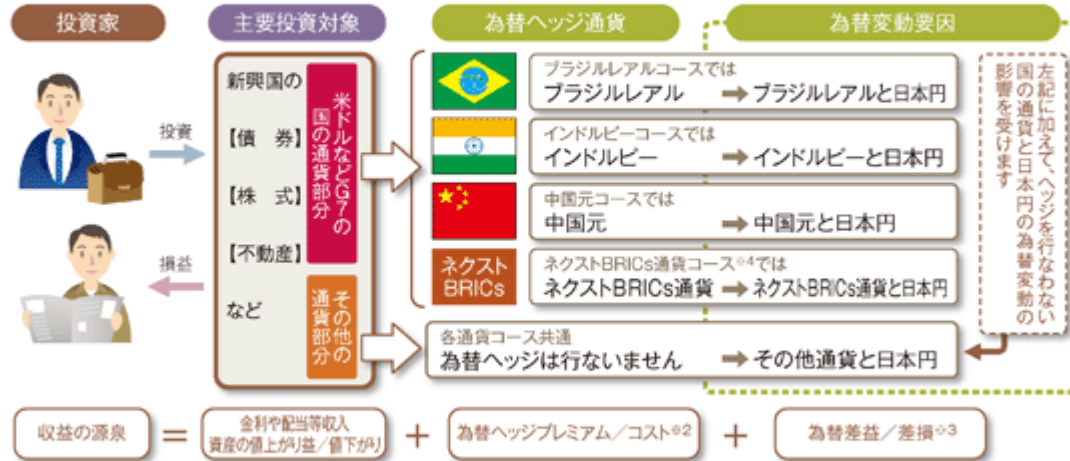 投資家
主要投資対象
為替ヘッジ通貨
為替変動要因
投資
損益
新興国の
【債　券】
【株　式】
【不動産】
など
米ドルなどG7の
国の通貨部分
その他の
通貨部分
ブラジルレアルコースでは
ブラジルレアル
ブラジルレアルと日本円
インドルピーコースでは
インドルピー
インドルピーと日本円
中国元コースでは
中国元
中国元と日本円
ネクスト
BRICs
ネクストBRICs通貨コース※4では
ネクストBRICs通貨
ネクストBRICs通貨と日本円
各通貨コース共通
為替ヘッジは行ないません
その他通貨と日本円
左記に加えて、ヘッジを行なわない
国の通貨と日本円の為替変動の
影響を受けます
収益の源泉
=
金利や配当等収入
資産の値上がり益/値下がり
+
為替ヘッジプレミアム/コスト※2
+
為替差益/差損※3